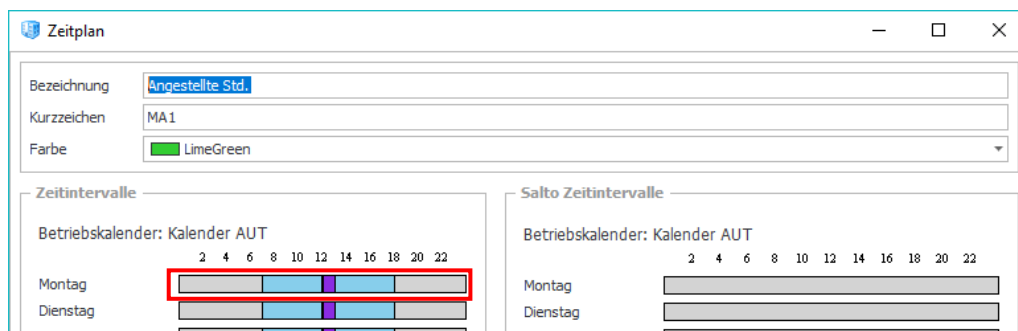 Zeitplan
Bezeichnung Angestellte Std.
Kurzzeichen MA1
Farbe LimeGreen
Zeitintervalle
Betriebskalender: Kalender AUT
2 4 6 8 10 12 14 16 18 20 22
Montag
Dienstag
Salto Zeitintervalle
Betriebskalender: Kalender AUT
2 4 6 8 10 12 14 16 18 20 22
Montag
Dienstag